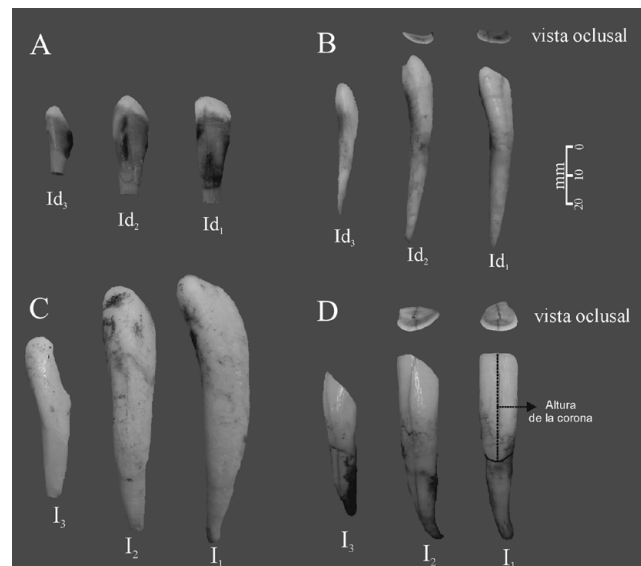 A
Id₃
Id₂
Id₁
B
vista oclusal
Id₃
Id₂
Id₁
mm
0
10
20
C
I₃
I₂
I₁
D
vista oclusal
Altura
de la corona
I₃
I₂
I₁